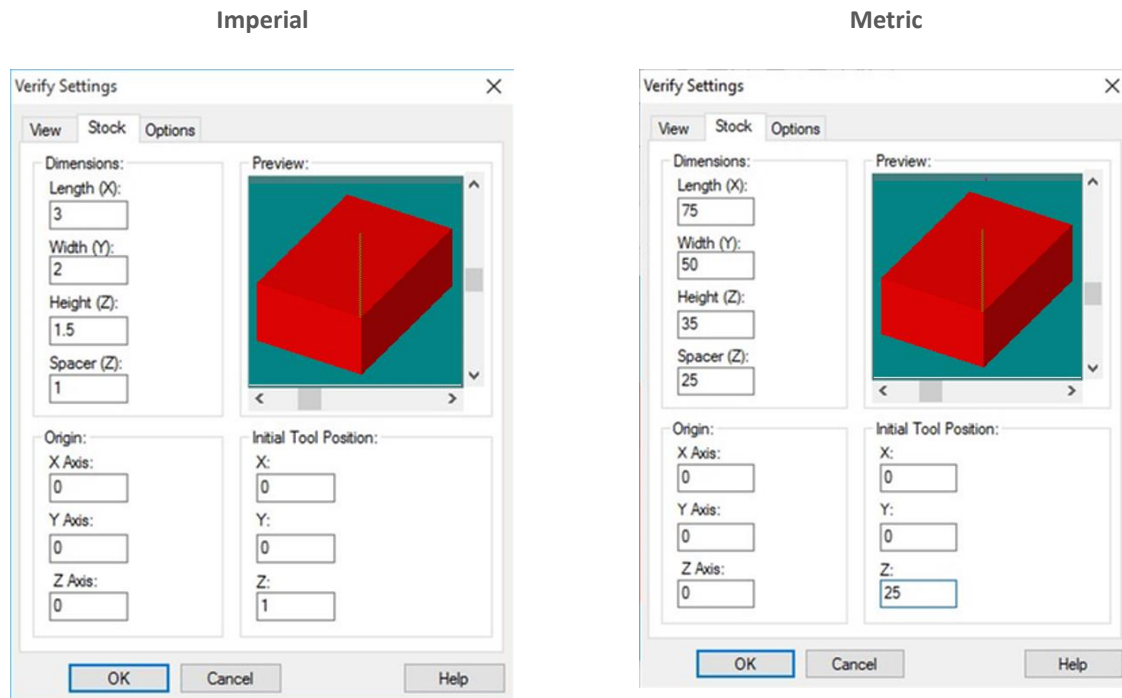 Imperial
Verify Settings
View Stock Options
Dimensions:
Length (X):
3
Width (Y):
2
Height (Z):
1.5
Spacer (Z):
1
Preview:
Origin:
X Axis:
0
Y Axis:
0
Z Axis:
0
Initial Tool Position:
X:
0
Y:
0
Z:
1
OK Cancel Help
Metric
Verify Settings
View Stock Options
Dimensions:
Length (X):
75
Width (Y):
50
Height (Z):
35
Spacer (Z):
25
Preview:
Origin:
X Axis:
0
Y Axis:
0
Z Axis:
0
Initial Tool Position:
X:
0
Y:
0
Z:
25
OK Cancel Help